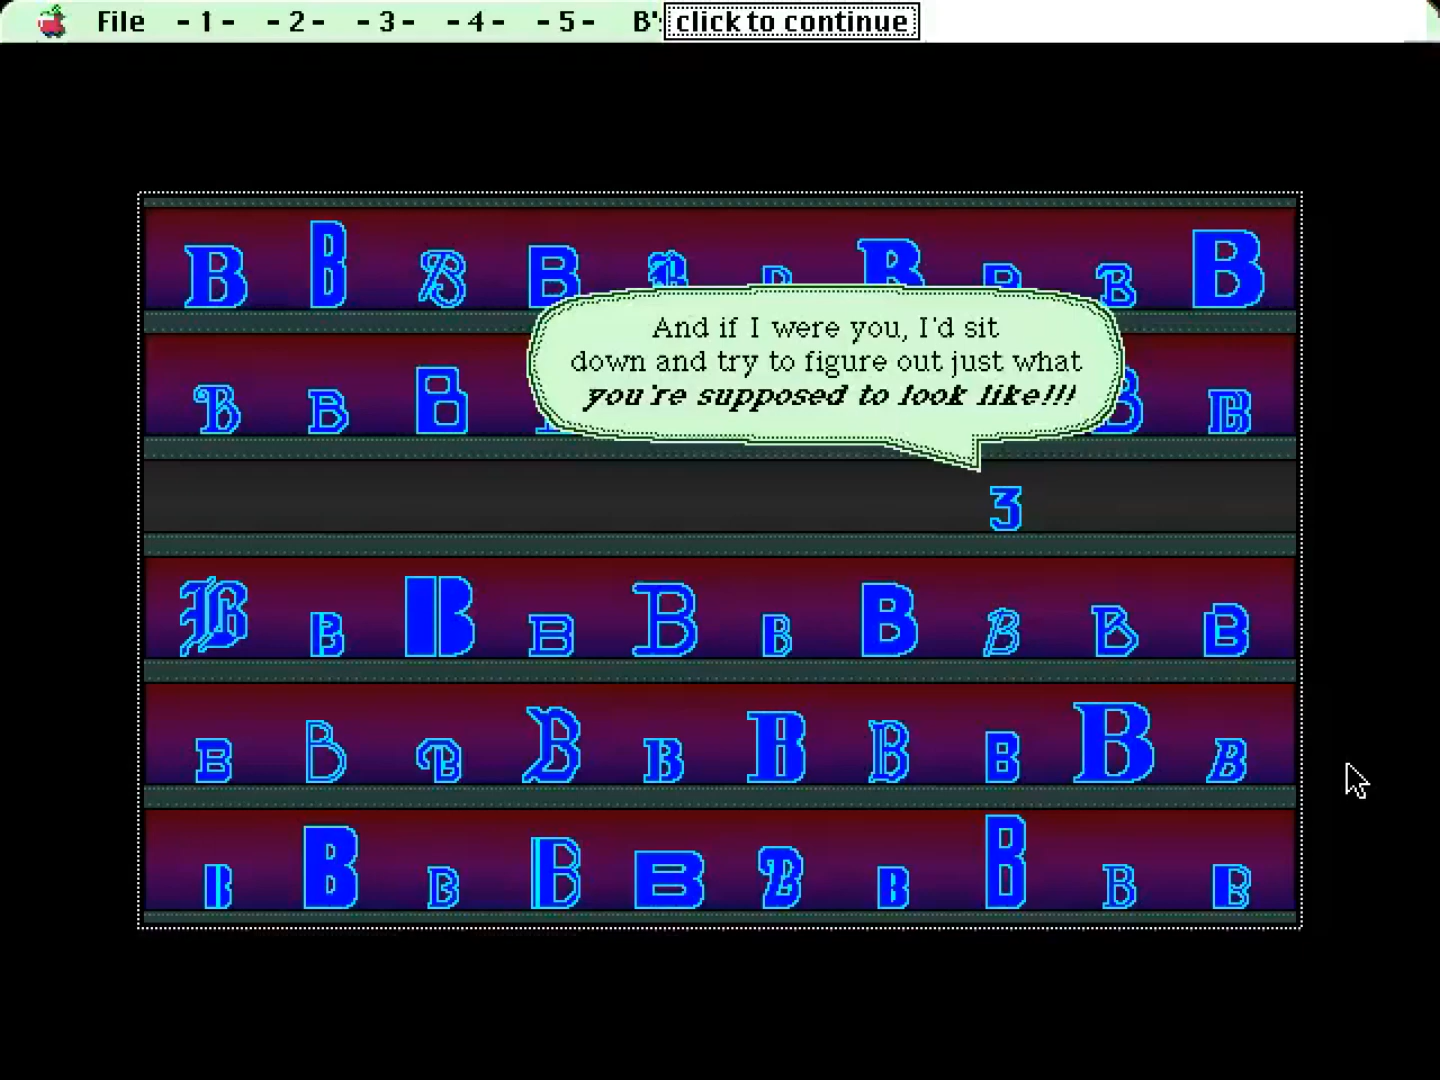 File -1- -2- -3- -4- -5- B' click to continue
B B B B B B B B B B
And if I were you, I'd sit
down and try to figure out just what
you're supposed to look like!!!
B B B B B
3
B B B B B B B B B B
B B B B B B B B B B
B B B B B B B B B B